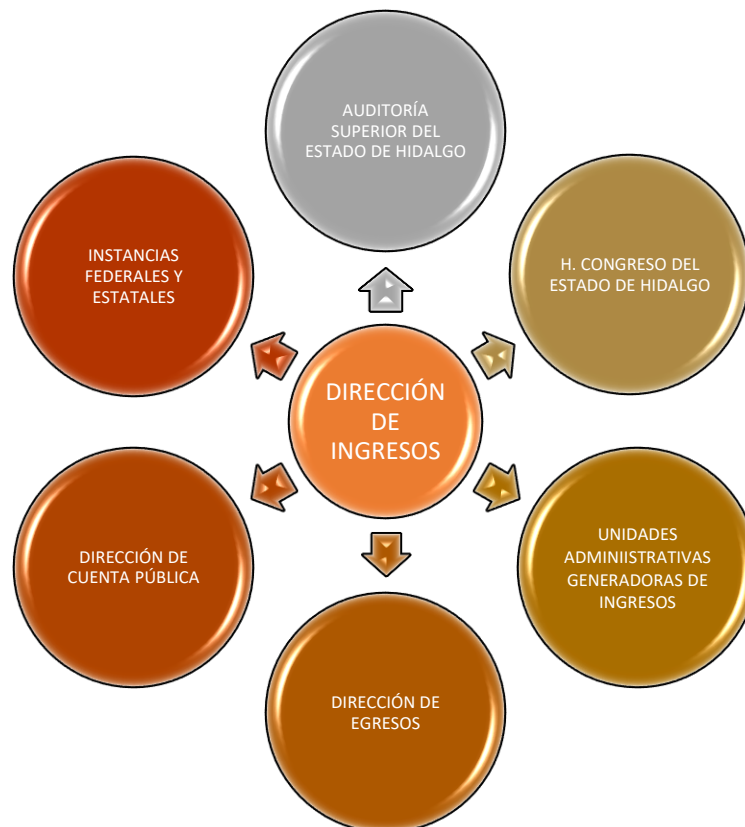 AUDITORÍA
SUPERIOR DEL
ESTADO DE HIDALGO
INSTANCIAS
FEDERALES Y
ESTATALES
H. CONGRESO DEL
ESTADO DE HIDALGO
DIRECCIÓN
DE
INGRESOS
DIRECCIÓN DE
CUENTA PÚBLICA
UNIDADES
ADMINIISTRATIVAS
GENERADORAS DE
INGRESOS
DIRECCIÓN DE
EGRESOS